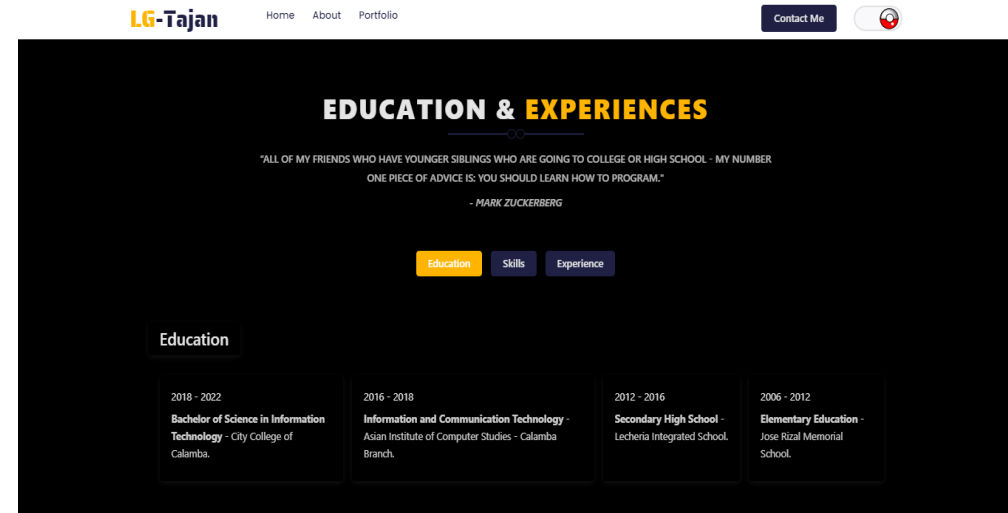 LG-Tajan
Home About Portfolio
Contact Me
EDUCATION & EXPERIENCES
"ALL OF MY FRIENDS WHO HAVE YOUNGER SIBLINGS WHO ARE GOING TO COLLEGE OR HIGH SCHOOL - MY NUMBER
ONE PIECE OF ADVICE IS: YOU SHOULD LEARN HOW TO PROGRAM."
- MARK ZUCKERBERG
Education Skills Experience
Education
2018 - 2022
Bachelor of Science in Information
Technology - City College of
Calamba.
2016 - 2018
Information and Communication Technology -
Asian Institute of Computer Studies - Calamba
Branch.
2012 - 2016
Secondary High School -
Lecheria Integrated School.
2006 - 2012
Elementary Education -
Jose Rizal Memorial
School.